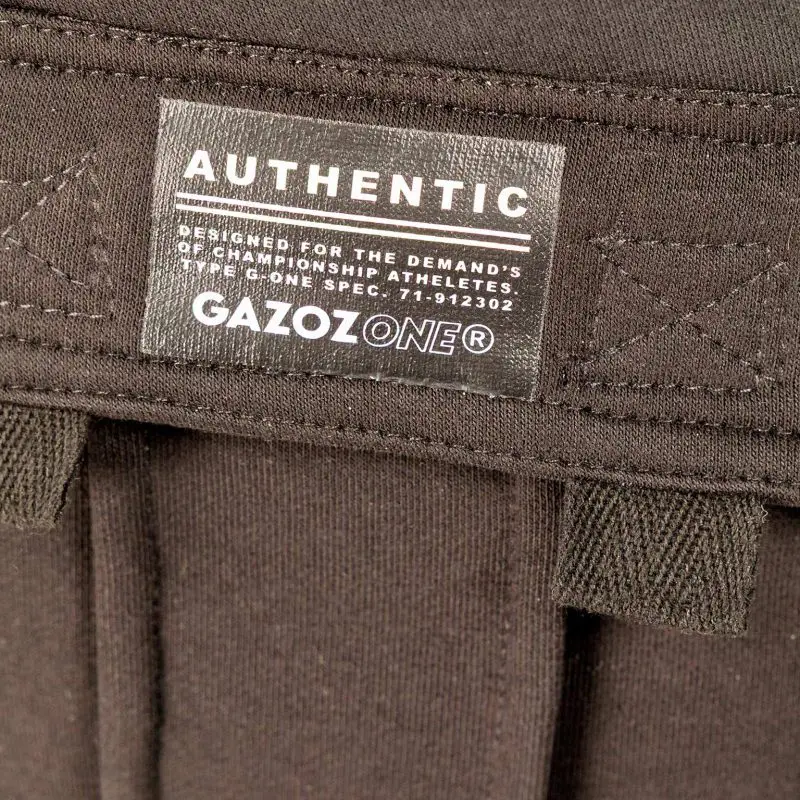 AUTHENTIC
DESIGNED FOR THE DEMAND'S
OF CHAMPIONSHIP ATHELETES.
TYPE G-ONE SPEC. 71-912302
GAZOZONE®